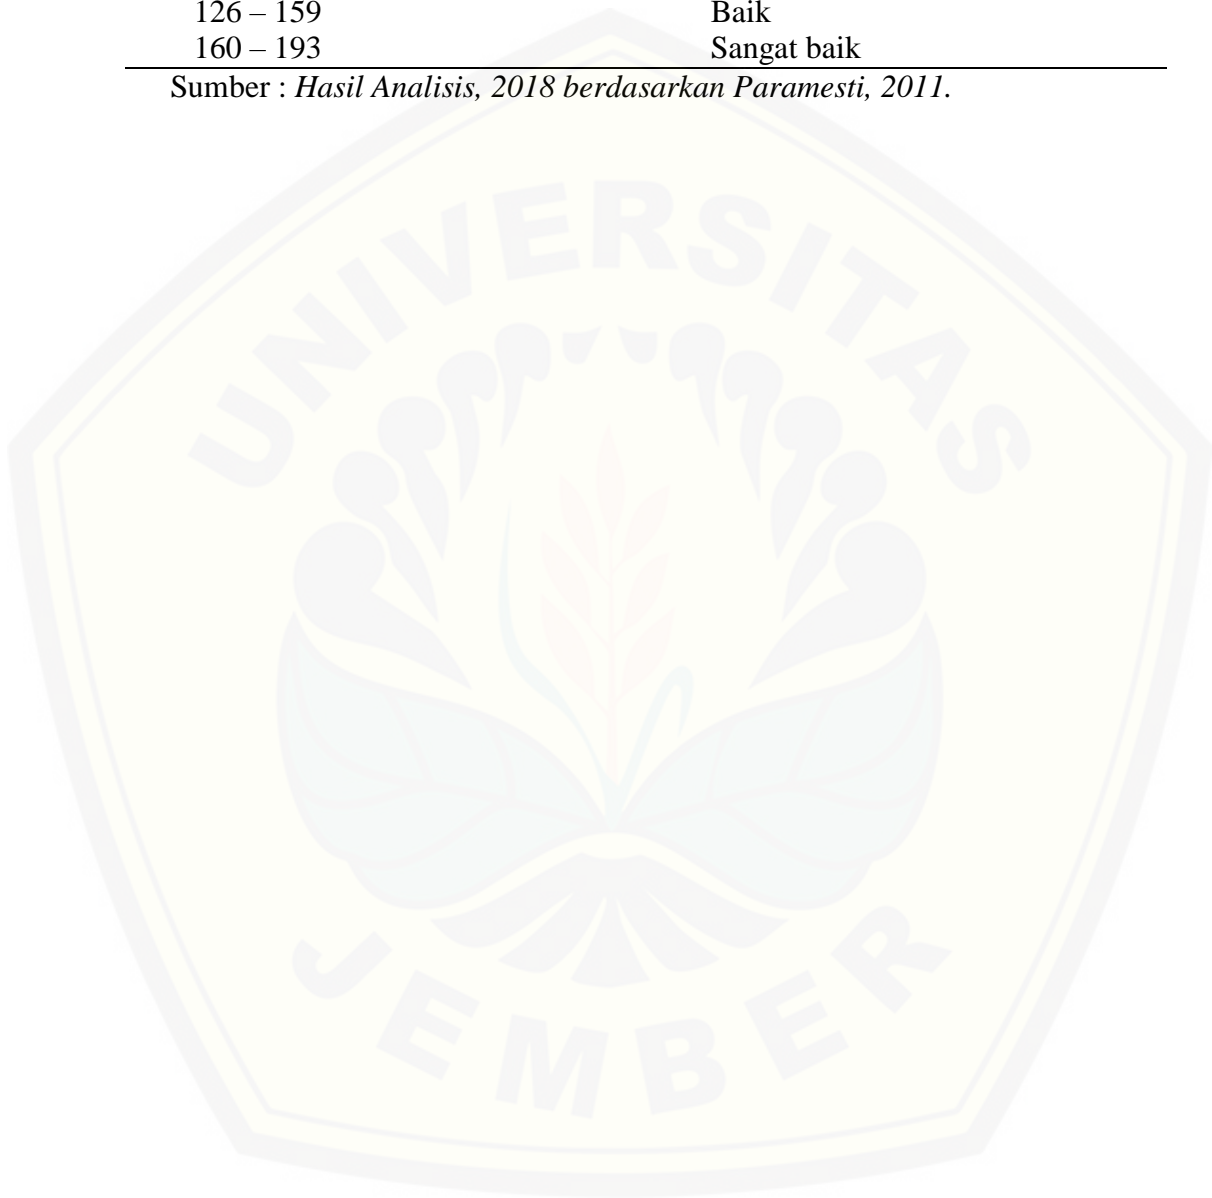 126 – 159 Baik
160 – 193 Sangat baik
Sumber : Hasil Analisis, 2018 berdasarkan Paramesti, 2011.
UNIVERSITAS
JEMBER